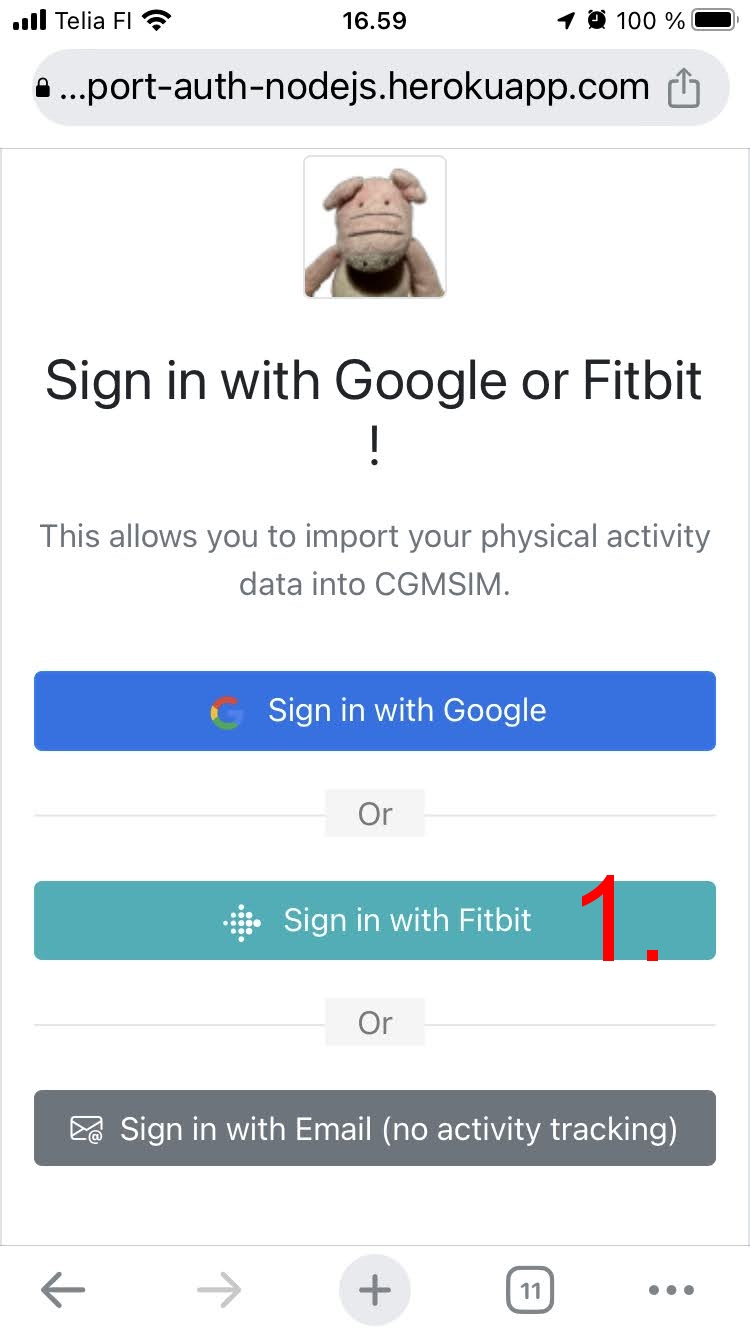 Telia FI 16.59 100 %
...port-auth-nodejs.herokuapp.com
Sign in with Google or Fitbit
!
This allows you to import your physical activity
data into CGMSIM.
Sign in with Google
Or
Sign in with Fitbit 1.
Or
Sign in with Email (no activity tracking)
11